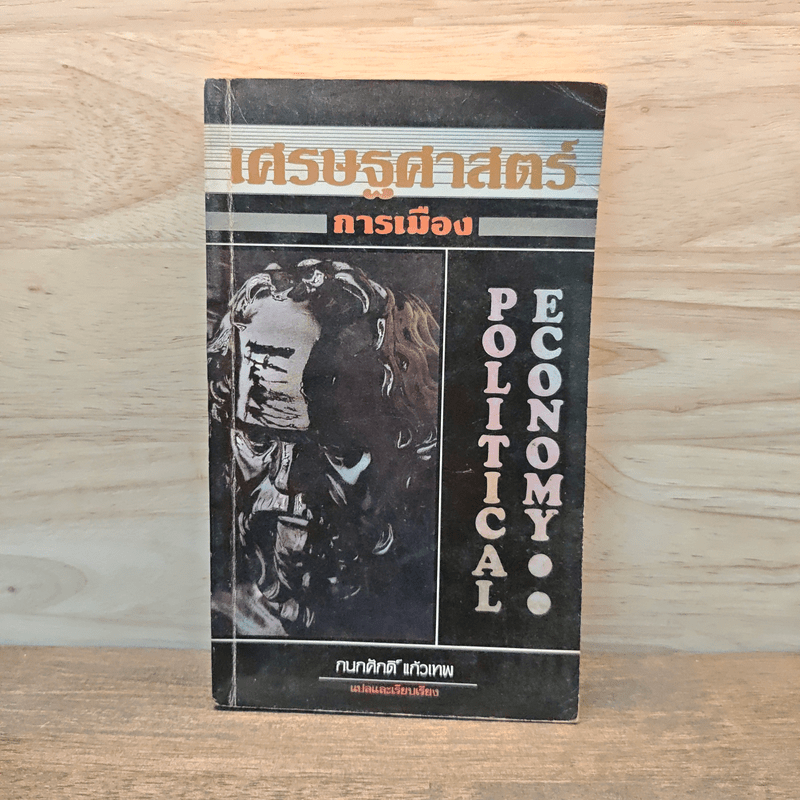 เศรษฐศาสตร์
การเมือง
POLITICAL
ECONOMY
กนกศักดิ์ แก้วเทพ
แปลและเรียบเรียง